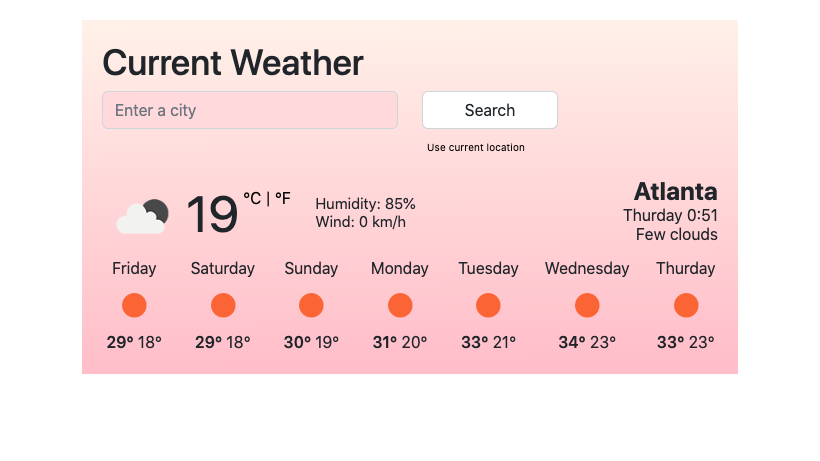 Current Weather
Enter a city
Search
Use current location
19 °C | °F
Humidity: 85%
Wind: 0 km/h
Atlanta
Thurday 0:51
Few clouds
Friday Saturday Sunday Monday Tuesday Wednesday Thurday
29° 18° 29° 18° 30° 19° 31° 20° 33° 21° 34° 23° 33° 23°